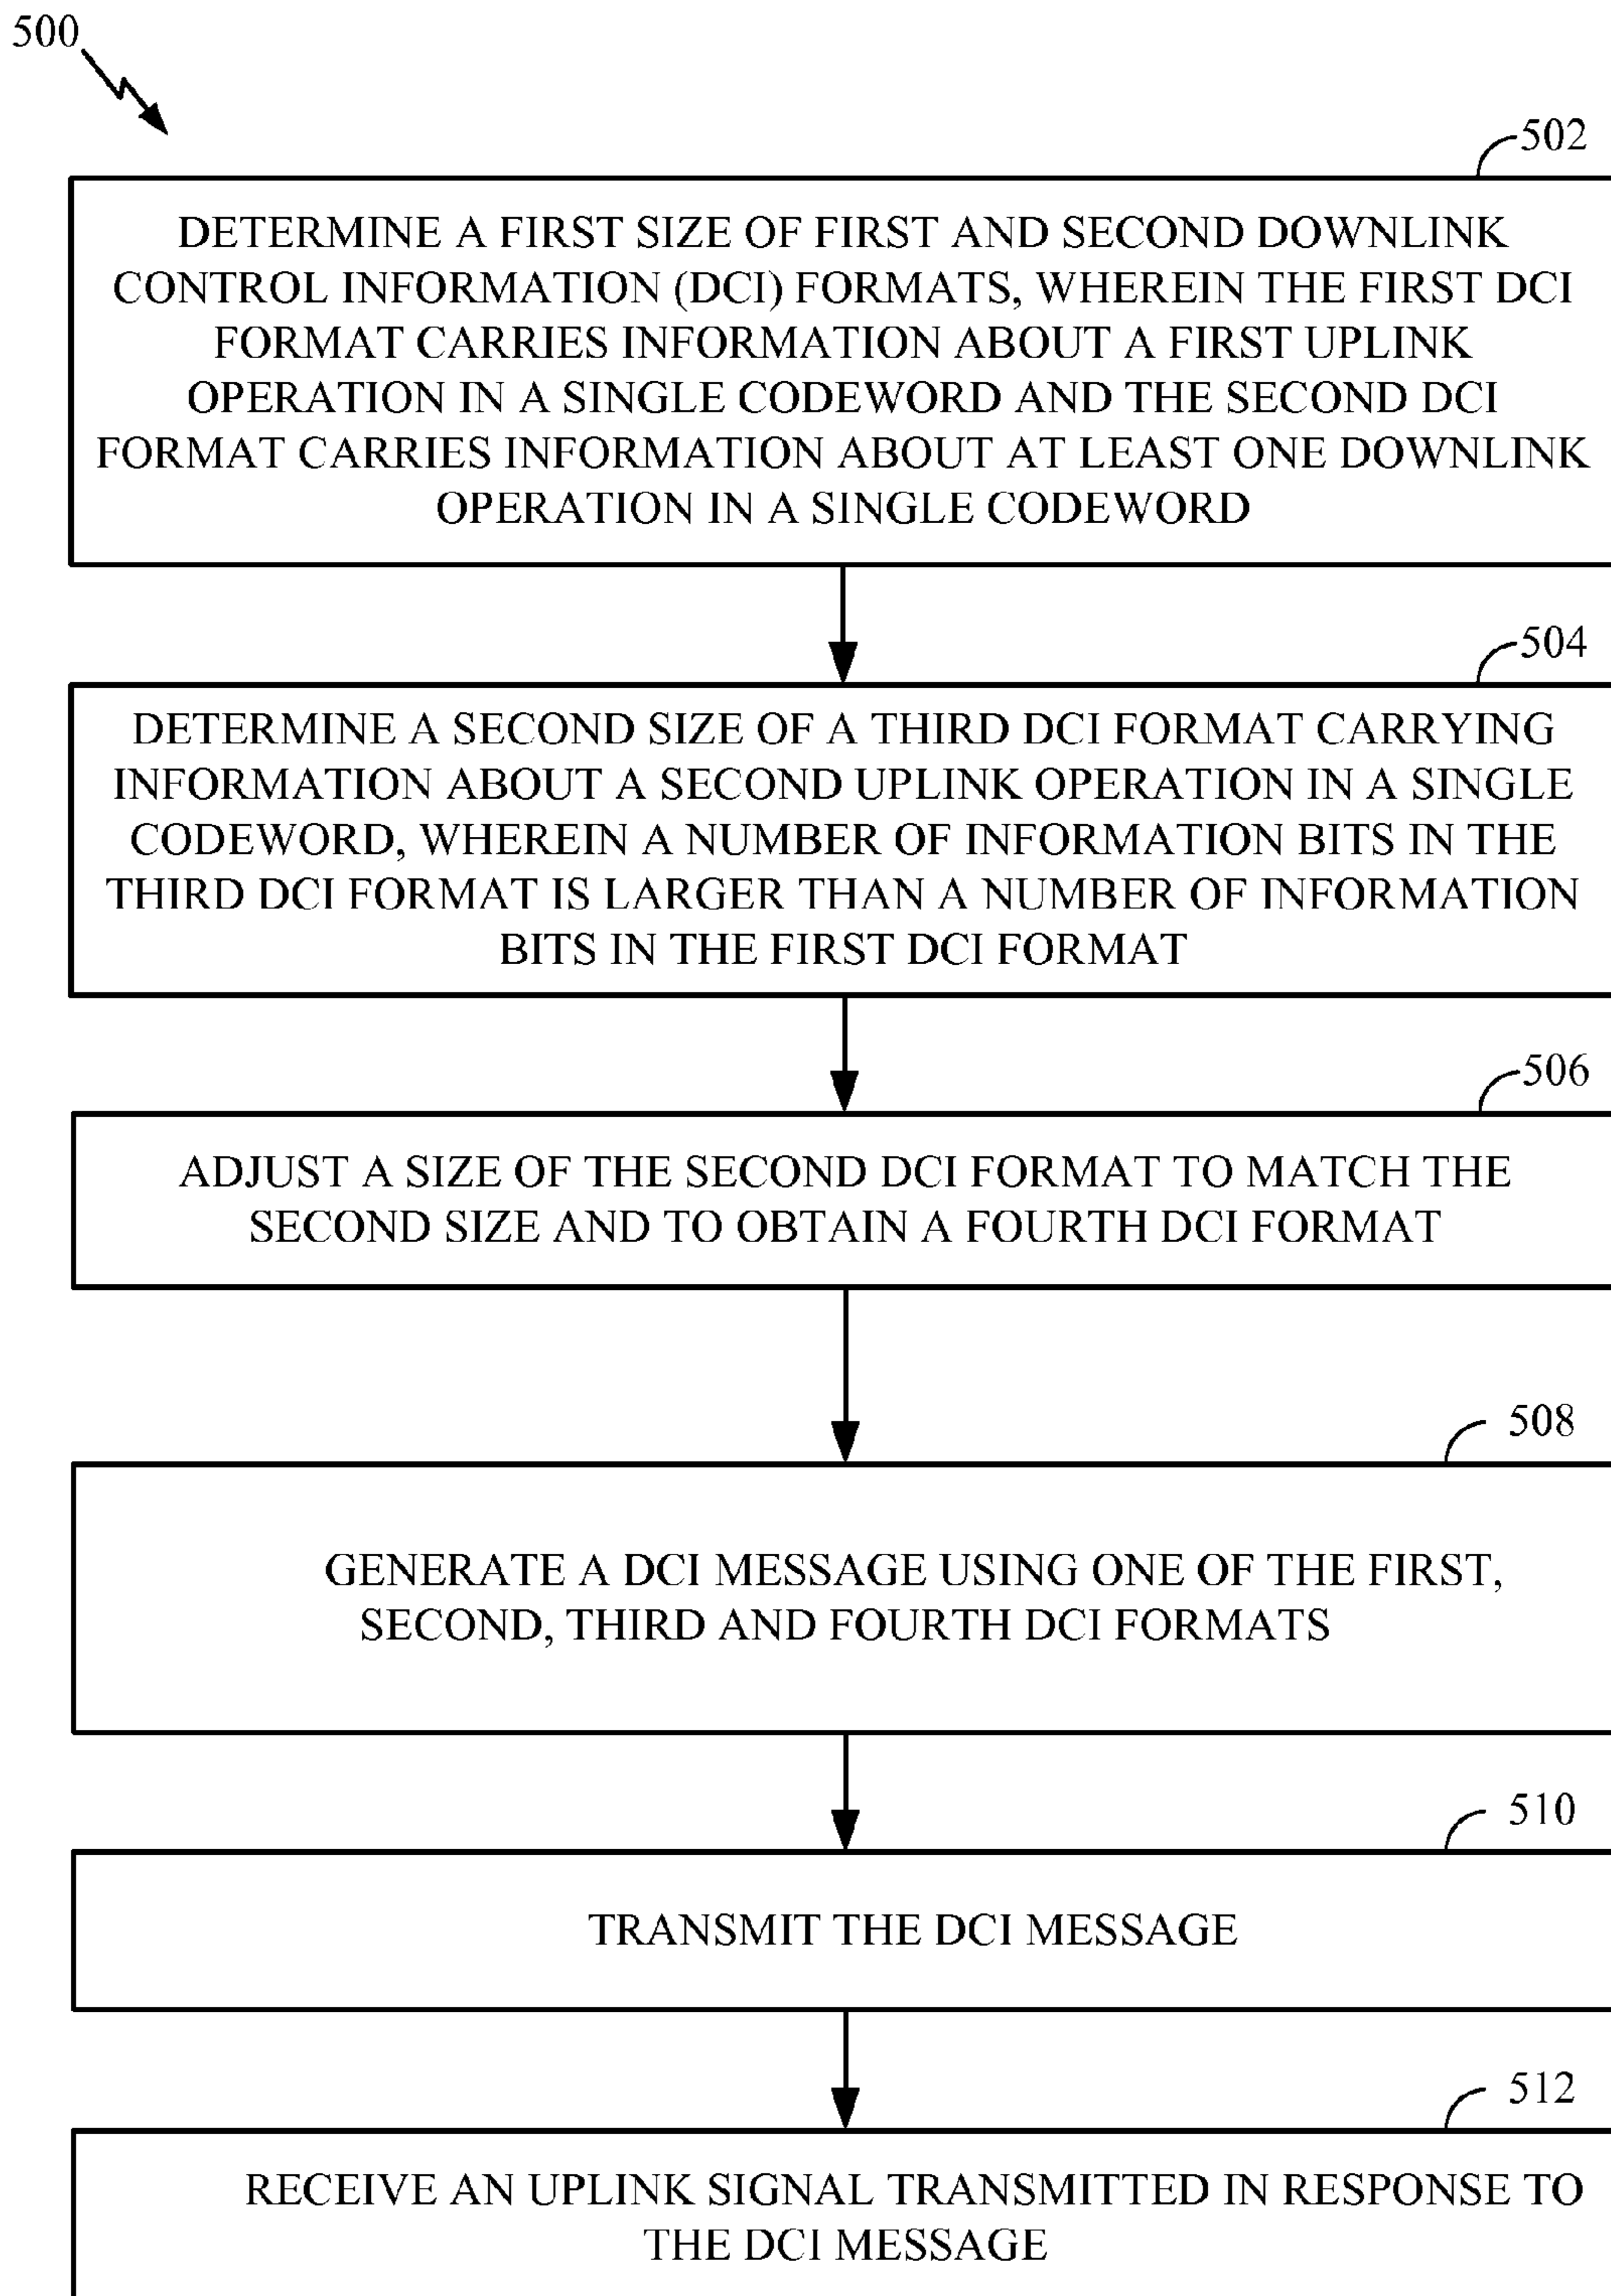 500
502
DETERMINE A FIRST SIZE OF FIRST AND SECOND DOWNLINK
CONTROL INFORMATION (DCI) FORMATS, WHEREIN THE FIRST DCI
FORMAT CARRIES INFORMATION ABOUT A FIRST UPLINK
OPERATION IN A SINGLE CODEWORD AND THE SECOND DCI
FORMAT CARRIES INFORMATION ABOUT AT LEAST ONE DOWNLINK
OPERATION IN A SINGLE CODEWORD
504
DETERMINE A SECOND SIZE OF A THIRD DCI FORMAT CARRYING
INFORMATION ABOUT A SECOND UPLINK OPERATION IN A SINGLE
CODEWORD, WHEREIN A NUMBER OF INFORMATION BITS IN THE
THIRD DCI FORMAT IS LARGER THAN A NUMBER OF INFORMATION
BITS IN THE FIRST DCI FORMAT
506
ADJUST A SIZE OF THE SECOND DCI FORMAT TO MATCH THE
SECOND SIZE AND TO OBTAIN A FOURTH DCI FORMAT
508
GENERATE A DCI MESSAGE USING ONE OF THE FIRST,
SECOND, THIRD AND FOURTH DCI FORMATS
510
TRANSMIT THE DCI MESSAGE
512
RECEIVE AN UPLINK SIGNAL TRANSMITTED IN RESPONSE TO
THE DCI MESSAGE